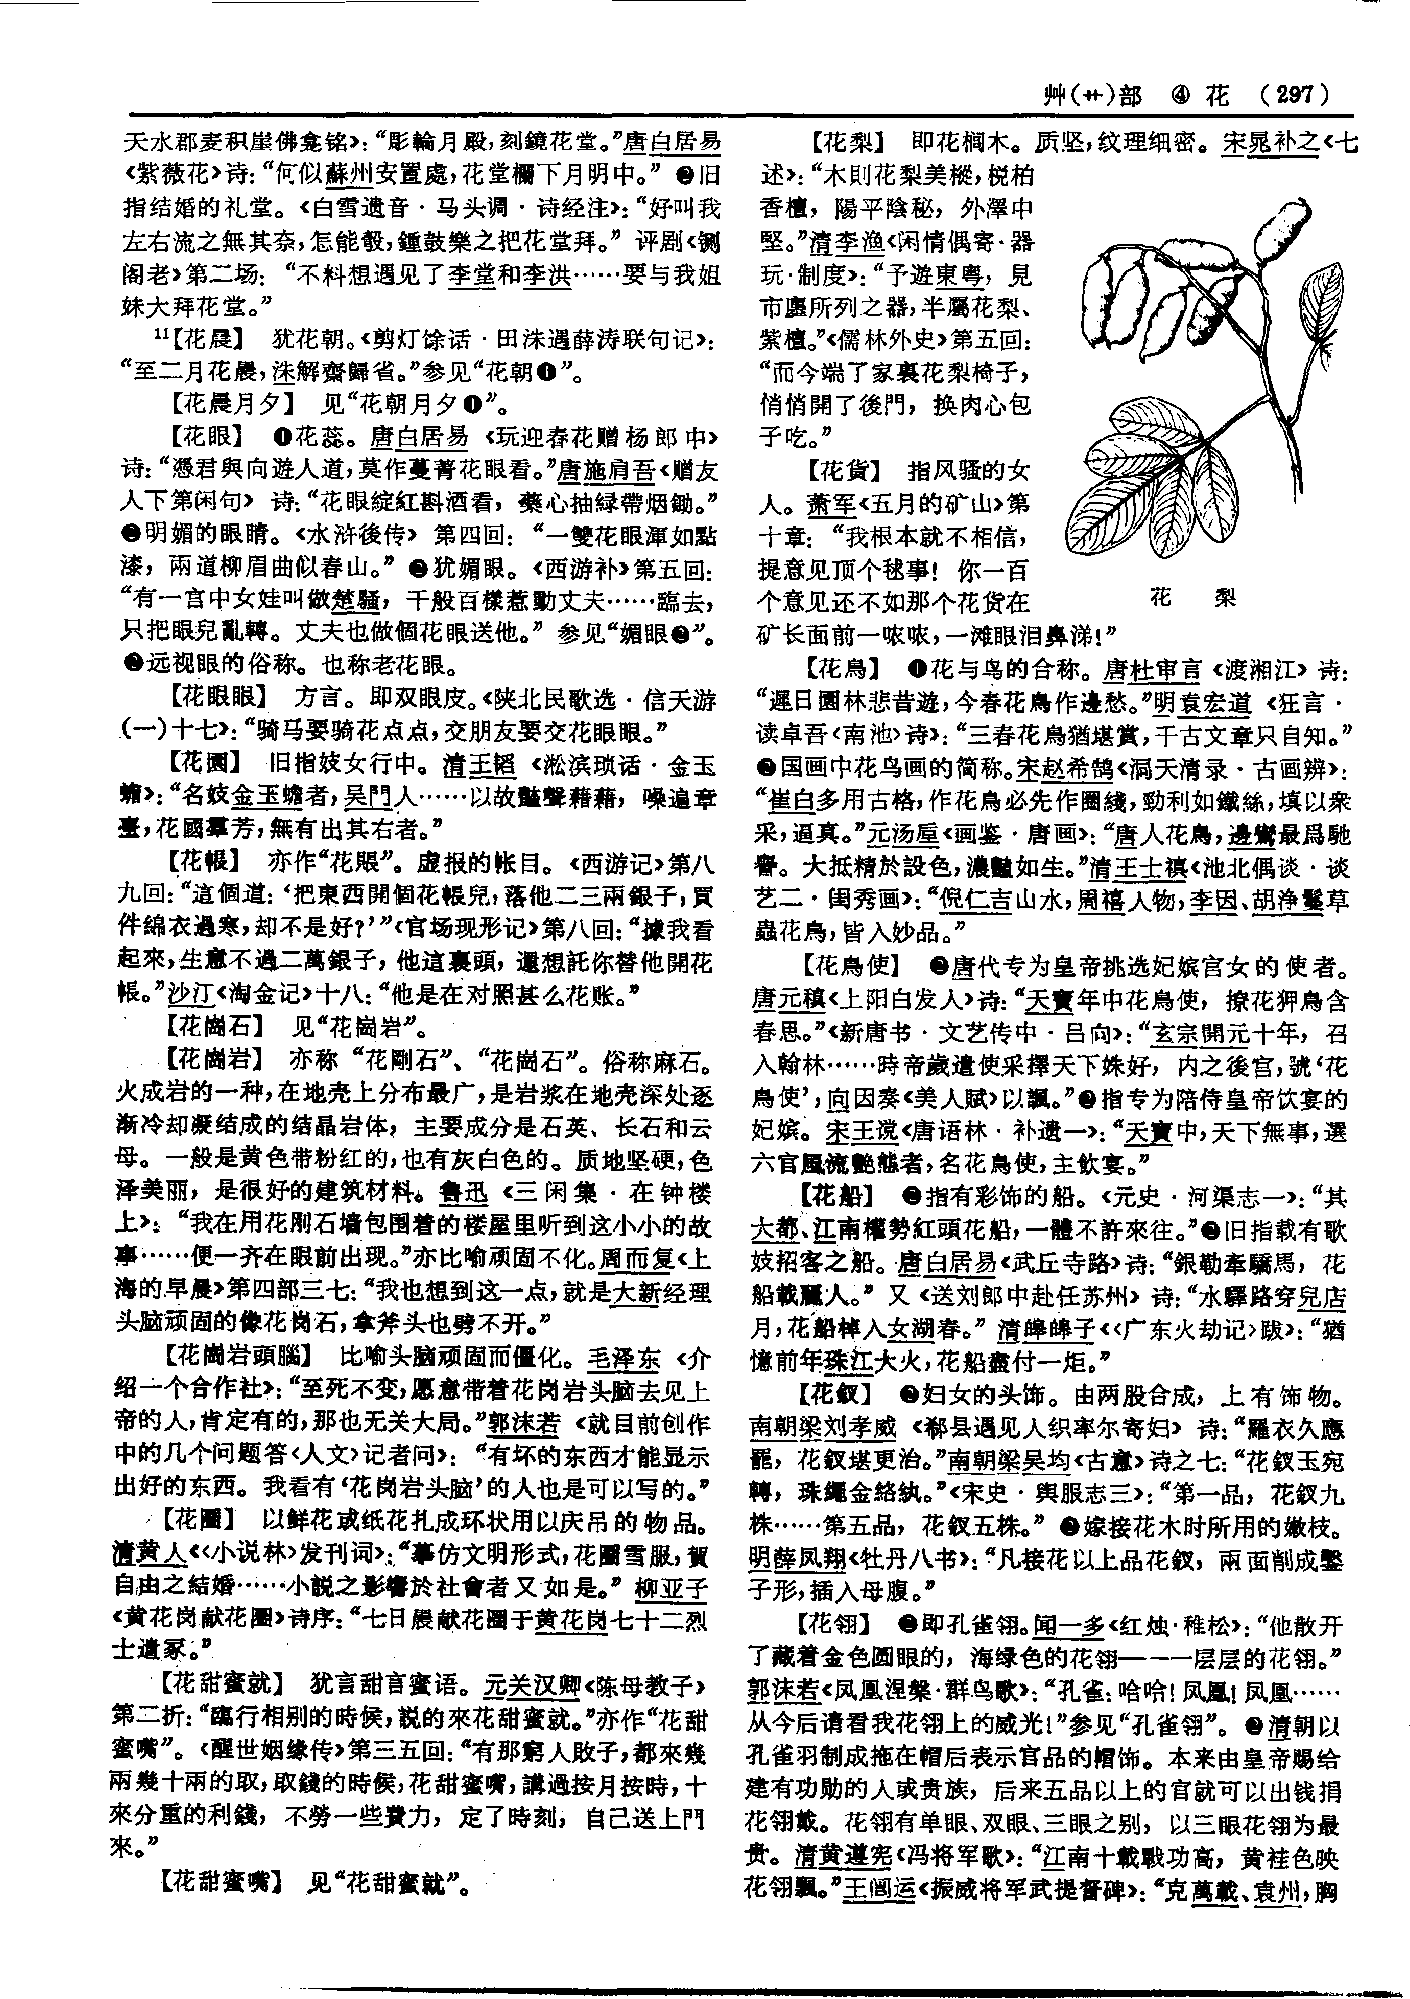 艸(艹)部 ④ 花 (297)
天水郡麦积崖佛龛铭》：“彫輪月殿，刻鏡花堂。”唐白居易
《紫薇花》诗：“何似蘇州安置處，花堂欄下月明中。” ❷旧
指结婚的礼堂。《白雪遗音·马头调·诗经注》：“好叫我
左右流之無其奈，怎能彀，鍾鼓樂之把花堂拜。” 评剧《铡
阁老》第二场： “不料想遇见了李堂和李洪……要与我姐
妹大拜花堂。”
11【花晨】 犹花朝。《剪灯馀话·田洙遇薛涛联句记》：
“至二月花晨，洙解齋歸省。”参见“花朝❶”。
【花晨月夕】 见“花朝月夕❶”。
【花眼】 ❶花蕊。唐白居易《玩迎春花赠杨郎中》
诗：“憑君與向遊人道，莫作蔓菁花眼看。”唐施肩吾《赠友
人下第闲句》 诗：“花眼綻紅斟酒看，藥心抽緑帶烟鋤。”
❷明媚的眼睛。《水浒後传》 第四回： “一雙花眼渾如點
漆，兩道柳眉曲似春山。” ❸犹媚眼。《西游补》第五回：
“有一宫中女娃叫做楚騷，千般百樣惹動丈夫……臨去，
只把眼兒亂轉。丈夫也做個花眼送他。” 参见“媚眼❷”。
远视眼的俗称。也称老花眼。
【花眼眼】 方言。即双眼皮。《陕北民歌选·信天游
(一)十七》：“骑马要骑花点点，交朋友要交花眼眼。”
【花國】 旧指妓女行中。清王韬《淞滨琐话·金玉
蟾》：“名妓金玉蟾者，吴門人……以故豔聲藉藉，噪遍章
臺，花國羣芳，無有出其右者。”
【花帳】 亦作“花賬”。虚报的帐目。《西游记》第八
九回：“這個道：‘把東西開個花帳兒，落他二三兩銀子，買
件綿衣過寒，却不是好?’”《官场现形记》第八回：“據我看
起來，生意不過二萬銀子，他這裏頭，還想託你替他開花
帳。”沙汀《淘金记》十八：“他是在对照甚么花账。”
【花崗石】 见“花崗岩”。
【花崗岩】 亦称 “花剛石”、“花崗石”。俗称麻石。
火成岩的一种，在地壳上分布最广，是岩浆在地壳深处逐
渐冷却凝结成的结晶岩体，主要成分是石英、长石和云
母。一般是黄色带粉红的，也有灰白色的。质地坚硬，色
泽美丽，是很好的建筑材料。鲁迅《三闲集·在钟楼
上》： “我在用花刚石墙包围着的楼屋里听到这小小的故
事……便一齐在眼前出现。”亦比喻顽固不化。周而复《上
海的早晨》第四部三七：“我也想到这一点，就是大新经理
头脑顽固的像花岗石，拿斧头也劈不开。”
【花崗岩頭腦】 比喻头脑顽固而僵化。毛泽东《介
绍一个合作社》：“至死不变，愿意带着花岗岩头脑去见上
帝的人，肯定有的，那也无关大局。”郭沫若《就目前创作
中的几个问题答〈人文〉记者问》： “有坏的东西才能显示
出好的东西。我看有‘花岗岩头脑’的人也是可以写的。”
【花圈】 以鲜花或纸花扎成环状用以庆吊的物品。
清黄人《〈小说林〉发刊词》：“摹仿文明形式，花圈雪服，賀
自由之結婚……小説之影響於社會者又如是。” 柳亚子
《黄花岗献花圈》诗序：“七日晨献花圈于黄花岗七十二烈
士遺冢。”
【花甜蜜就】 犹言甜言蜜语。元关汉卿《陈母教子》
第二折：“臨行相别的時候，説的來花甜蜜就。”亦作“花甜
蜜嘴”。《醒世姻缘传》第三五回：“有那窮人敗子，都來幾
兩幾十兩的取，取錢的時候，花甜蜜嘴，講過按月按時，十
來分重的利錢，不勞一些費力，定了時刻，自己送上門
來。”
【花甜蜜嘴】 见“花甜蜜就”。
【花梨】 即花榈木。质坚，纹理细密。宋晁补之《七
述》：“木則花梨美樅，棁柏
香檀，陽平陰秘，外澤中
堅。”清李渔《闲情偶寄·器
玩·制度》：“予遊東粤，見
市廛所列之器，半屬花梨、
紫檀。”《儒林外史》第五回：
“而今端了家裏花梨椅子，
悄悄開了後門，换肉心包
子吃。”
【花貨】 指风骚的女
人。萧军《五月的矿山》第
十章： “我根本就不相信，
提意见顶个毬事！你一百
个意见还不如那个花货在
矿长面前一哝哝，一滩眼泪鼻涕！”
花 梨
【花鳥】 ❶花与鸟的合称。唐杜审言《渡湘江》诗：
“遲日園林悲昔遊，今春花鳥作邊愁。”明袁宏道《狂言·
读卓吾〈南池〉诗》：“三春花鳥猶堪賞，千古文章只自知。”
❷国画中花鸟画的简称。宋赵希鹄《洞天清录·古画辨》：
“崔白多用古格，作花鳥必先作圈綫，勁利如鐵絲，填以衆
采，逼真。”元汤垕《画鉴·唐画》：“唐人花鳥，邊鸞最爲馳
譽。大抵精於設色，濃豔如生。”清王士禛《池北偶谈·谈
艺二·闺秀画》：“倪仁吉山水，周禧人物，李因、胡浄鬘草
蟲花鳥，皆入妙品。”
【花鳥使】 ❶唐代专为皇帝挑选妃嫔宫女的使者。
唐元稹《上阳白发人》诗：“天寶年中花鳥使，撩花狎鳥含
春思。”《新唐书·文艺传中·吕向》：“玄宗開元十年，召
入翰林……時帝歲遣使采擇天下姝好，内之後宫，號‘花
鳥使’，向因奏《美人賦》以諷。”❷指专为陪侍皇帝饮宴的
妃嫔。宋王谠《唐语林·补遗一》：“天寶中，天下無事，選
六宫風流艶態者，名花鳥使，主飲宴。”
【花船】 ❶指有彩饰的船。《元史·河渠志一》：“其
大都、江南權勢紅頭花船，一體不許來往。”❷旧指载有歌
妓招客之船。唐白居易《武丘寺路》诗：“銀勒牽驕馬，花
船載麗人。” 又《送刘郎中赴任苏州》 诗：“水驛路穿兒店
月，花船棹入女湖春。” 清皞皞子《〈广东火劫记〉跋》：“猶
憶前年珠江大火，花船盡付一炬。”
【花釵】 ❶妇女的头饰。由两股合成，上有饰物。
南朝梁刘孝威《鄀县遇见人织率尔寄妇》 诗：“羅衣久應
罷，花釵堪更治。”南朝梁吴均《古意》诗之七：“花釵玉宛
轉，珠繩金絡紈。”《宋史·舆服志三》：“第一品，花釵九
株……第五品，花釵五株。” ❷嫁接花木时所用的嫩枝。
明薛凤翔《牡丹八书》：“凡接花以上品花釵，兩面削成鑿
子形，插入母腹。”
【花翎】 ❶即孔雀翎。闻一多《红烛·稚松》：“他散开
了藏着金色圆眼的，海绿色的花翎——一层层的花翎。”
郭沫若《凤凰涅槃·群鸟歌》：“孔雀：哈哈！凤凰！凤凰……
从今后请看我花翎上的威光！”参见“孔雀翎”。 ❷清朝以
孔雀羽制成拖在帽后表示官品的帽饰。本来由皇帝赐给
建有功勋的人或贵族，后来五品以上的官就可以出钱捐
花翎戴。花翎有单眼、双眼、三眼之别，以三眼花翎为最
贵。清黄遵宪《冯将军歌》：“江南十載戰功高，黄袿色映
花翎飄。”王闿运《振威将军武提督碑》：“克萬載、袁州，胸